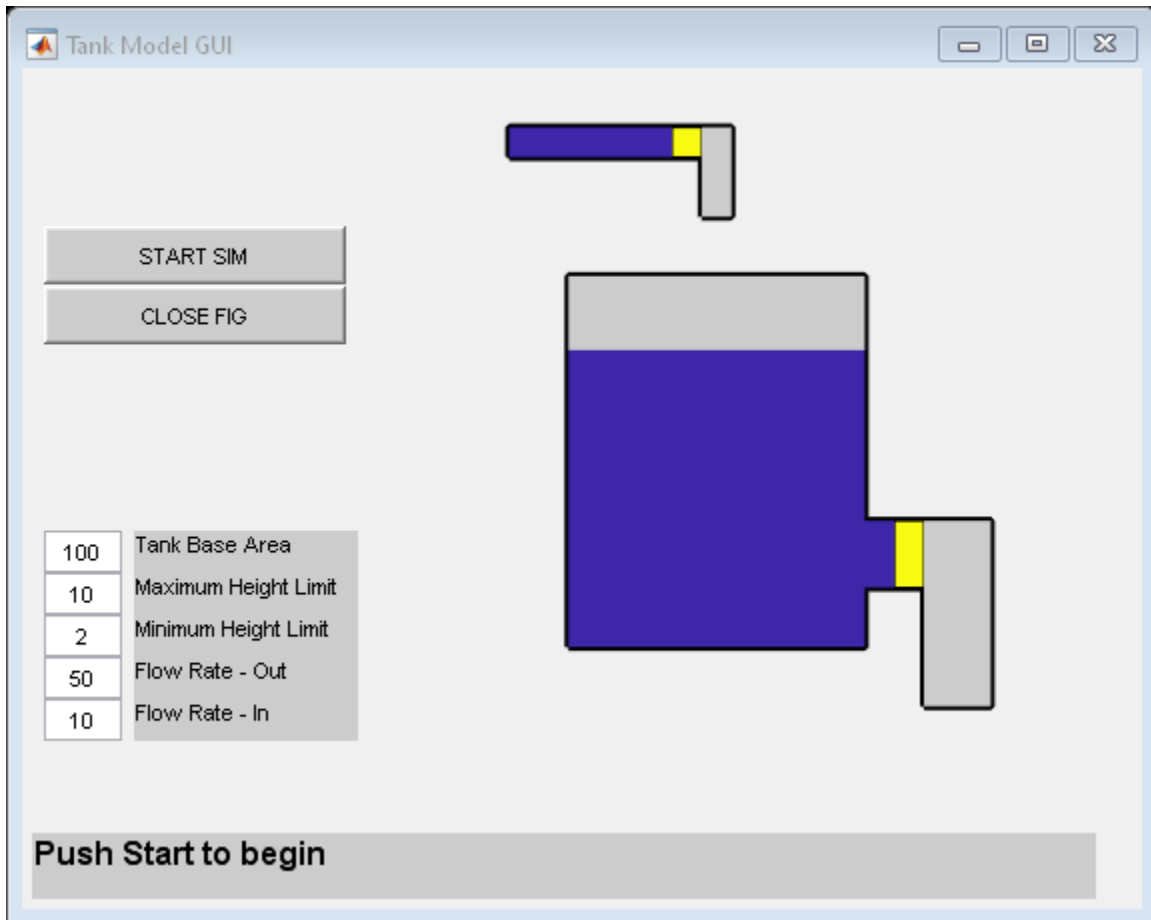 Tank Model GUI
START SIM
CLOSE FIG
100 Tank Base Area
10 Maximum Height Limit
2 Minimum Height Limit
50 Flow Rate - Out
10 Flow Rate - In
Push Start to begin